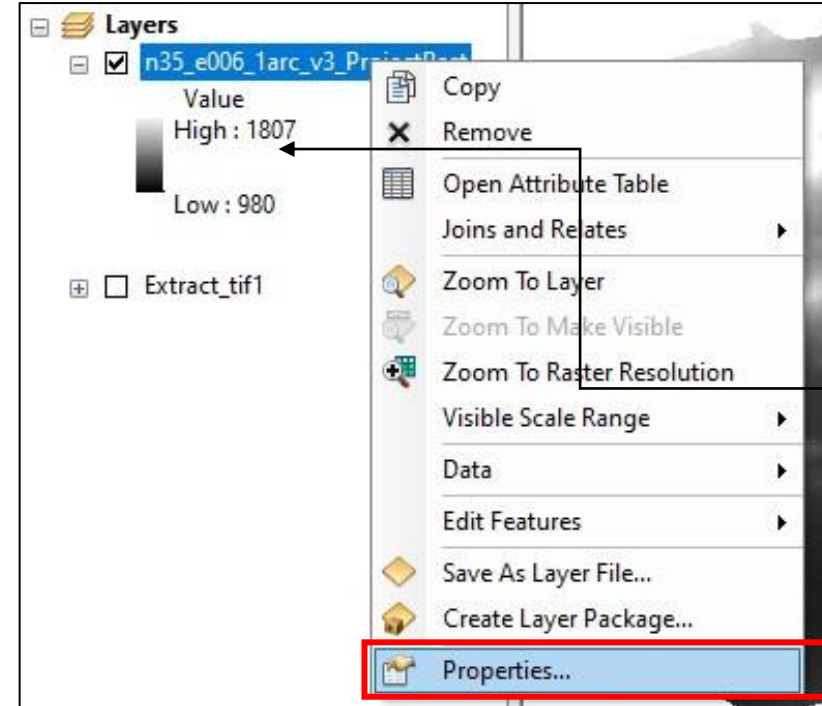 Layers
n35_e006_1arc_v3_ProjectRast
Value
High : 1807
Low : 980
Extract_tif1
Copy
Remove
Open Attribute Table
Joins and Relates
Zoom To Layer
Zoom To Make Visible
Zoom To Raster Resolution
Visible Scale Range
Data
Edit Features
Save As Layer File...
Create Layer Package...
Properties...